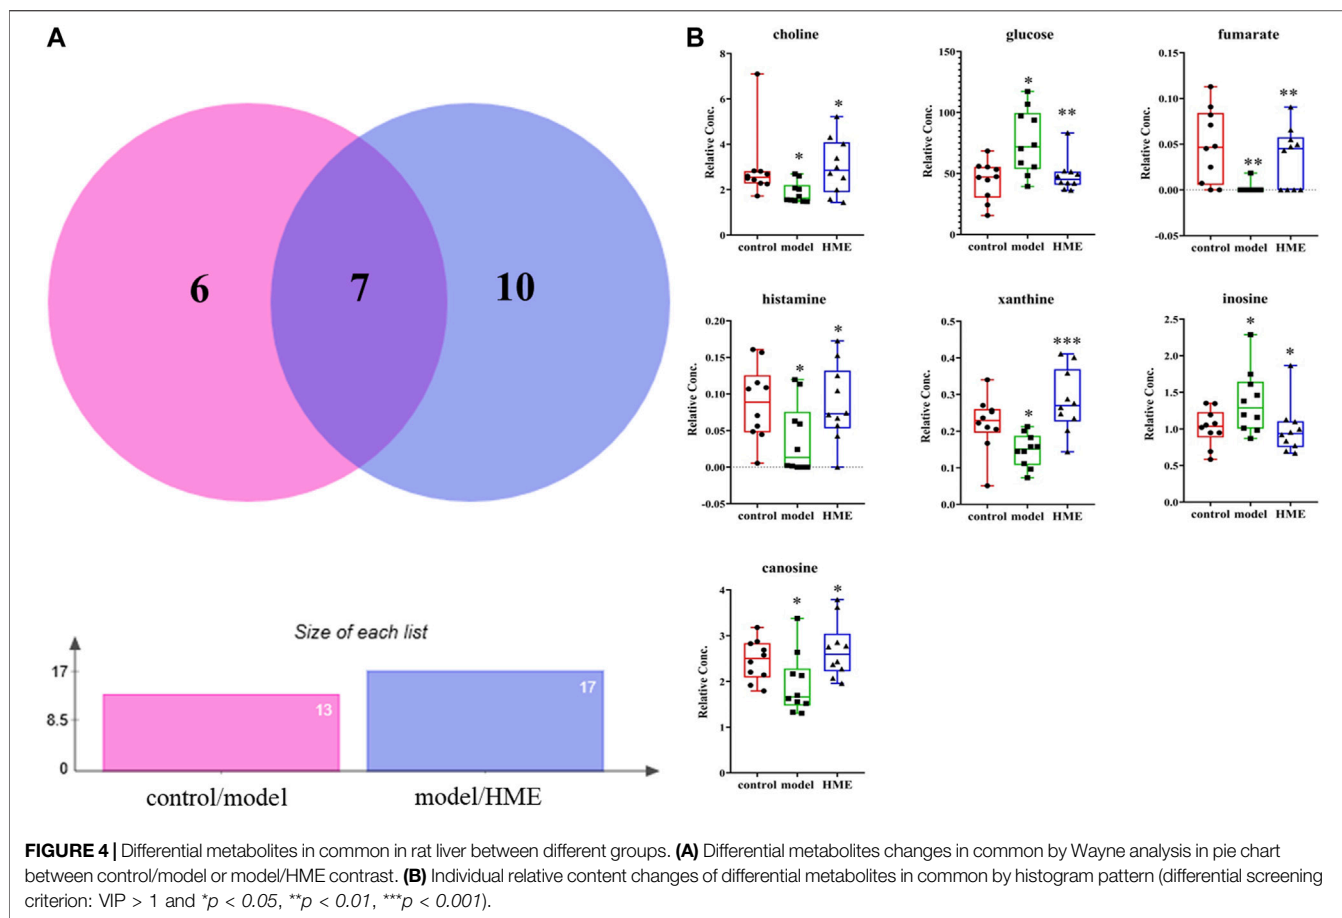 A
6
7
10
Size of each list
17
8.5
0
13
17
control/model
model/HME
B
choline
Relative Conc.
8
6
4
2
0
*
*
control model HME
glucose
Relative Conc.
150
100
50
0
*
**
control model HME
fumarate
Relative Conc.
0.15
0.10
0.05
0.00
-0.05
**
**
control model HME
histamine
Relative Conc.
0.20
0.15
0.10
0.05
0.00
-0.05
*
*
control model HME
xanthine
Relative Conc.
0.5
0.4
0.3
0.2
0.1
0.0
*
***
control model HME
inosine
Relative Conc.
2.5
2.0
1.5
1.0
0.5
0.0
*
*
control model HME
canosine
Relative Conc.
4
3
2
1
0
*
*
control model HME
FIGURE 4 | Differential metabolites in common in rat liver between different groups. (A) Differential metabolites changes in common by Wayne analysis in pie chart
between control/model or model/HME contrast. (B) Individual relative content changes of differential metabolites in common by histogram pattern (differential screening
criterion: VIP > 1 and *p < 0.05, **p < 0.01, ***p < 0.001).